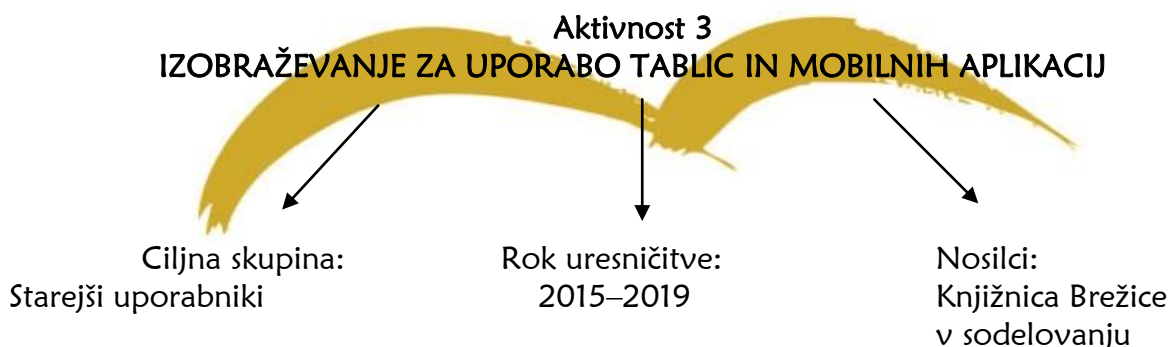 Aktivnost 3
IZOBRAŽEVANJE ZA UPORABO TABLIC IN MOBILNIH APLIKACIJ
Ciljna skupina:
Starejši uporabniki
Rok uresničitve:
2015–2019
Nosilci:
Knjižnica Brežice
v sodelovanju